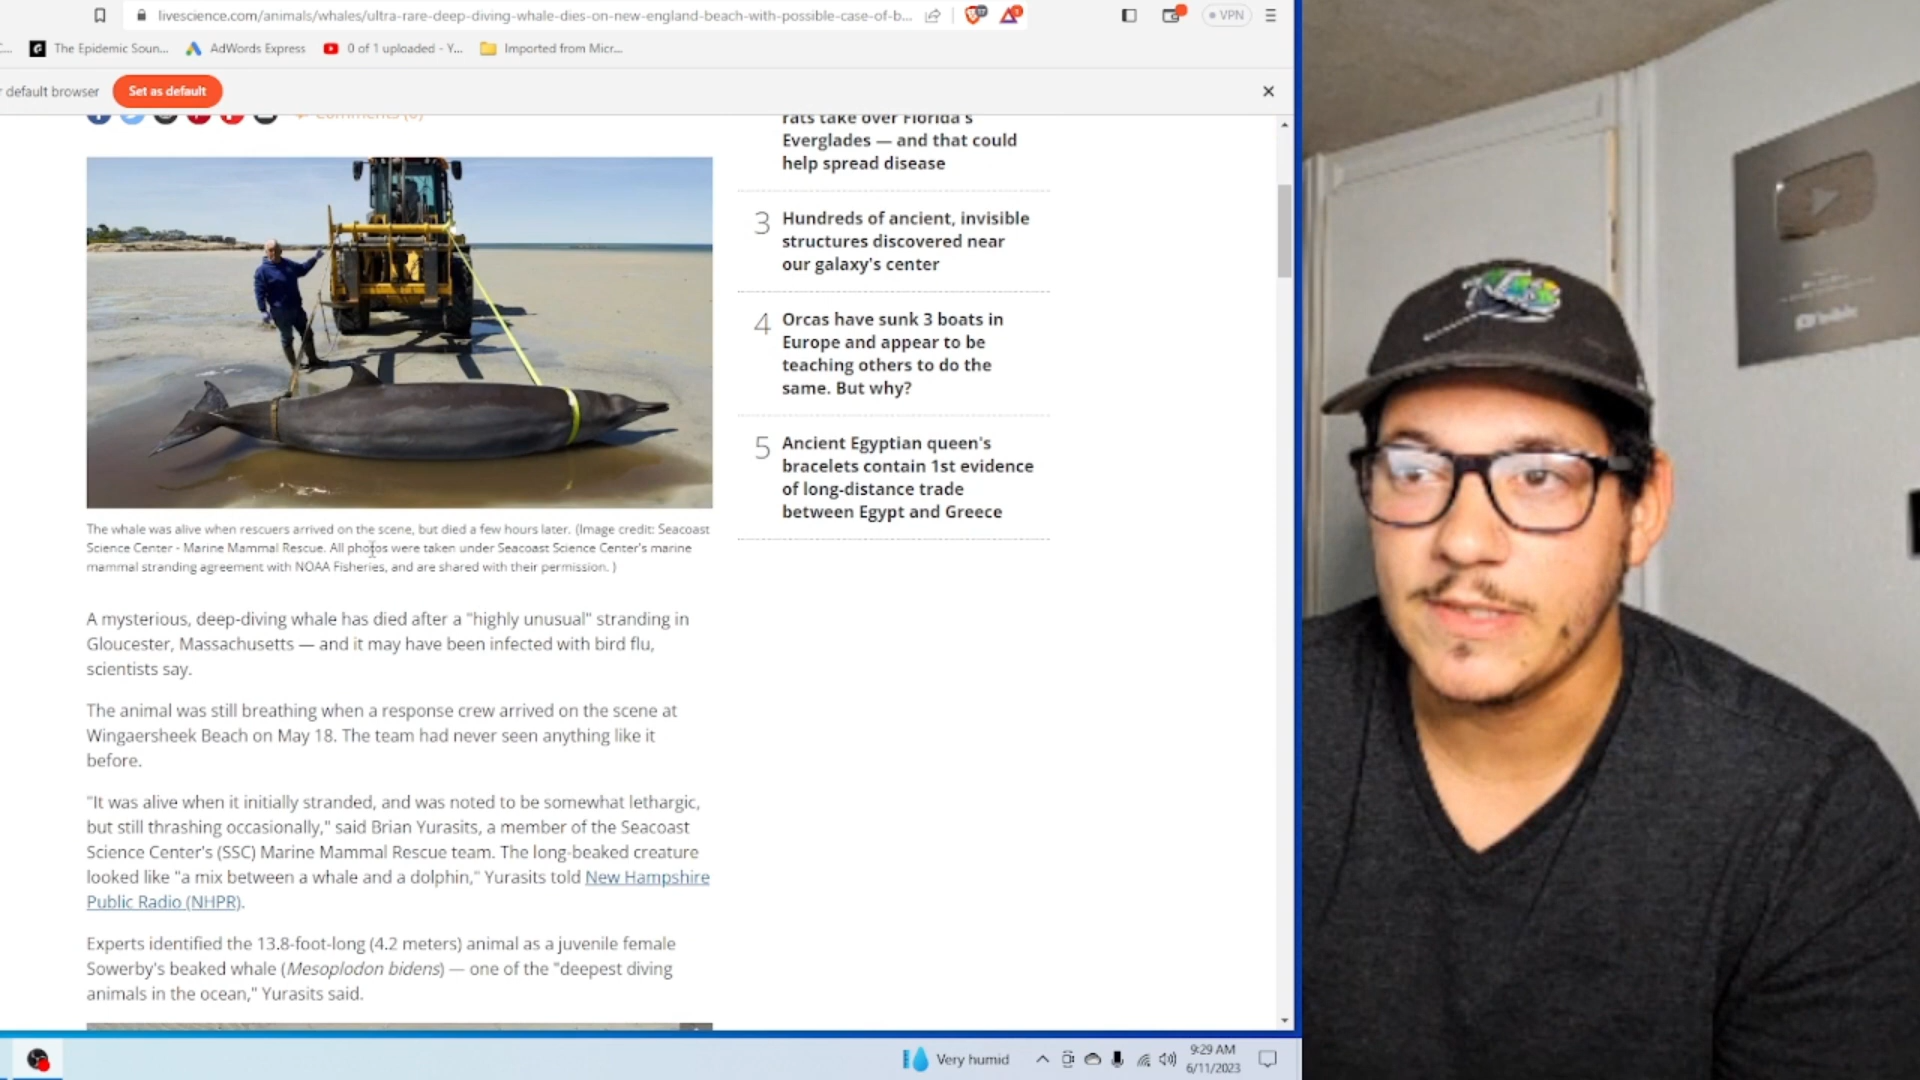 livescience.com/animals/whales/ultra-rare-deep-diving-whale-dies-on-new-england-beach-with-possible-case-of-b...
VPN
The Epidemic Soun...
AdWords Express
0 of 1 uploaded - Y...
Imported from Micr...
default browser
Set as default
Comments (0)
rats take over Florida's
Everglades — and that could
help spread disease
3
Hundreds of ancient, invisible
structures discovered near
our galaxy's center
4
Orcas have sunk 3 boats in
Europe and appear to be
teaching others to do the
same. But why?
5
Ancient Egyptian queen's
bracelets contain 1st evidence
of long-distance trade
between Egypt and Greece
The whale was alive when rescuers arrived on the scene, but died a few hours later. (Image credit: Seacoast
Science Center - Marine Mammal Rescue. All photos were taken under Seacoast Science Center's marine
mammal stranding agreement with NOAA Fisheries, and are shared with their permission. )
A mysterious, deep-diving whale has died after a "highly unusual" stranding in
Gloucester, Massachusetts — and it may have been infected with bird flu,
scientists say.
The animal was still breathing when a response crew arrived on the scene at
Wingaersheek Beach on May 18. The team had never seen anything like it
before.
"It was alive when it initially stranded, and was noted to be somewhat lethargic,
but still thrashing occasionally," said Brian Yurasits, a member of the Seacoast
Science Center's (SSC) Marine Mammal Rescue team. The long-beaked creature
looked like "a mix between a whale and a dolphin," Yurasits told New Hampshire
Public Radio (NHPR).
Experts identified the 13.8-foot-long (4.2 meters) animal as a juvenile female
Sowerby's beaked whale (Mesoplodon bidens) — one of the "deepest diving
animals in the ocean," Yurasits said.
Very humid
9:29 AM
6/11/2023
YouTube